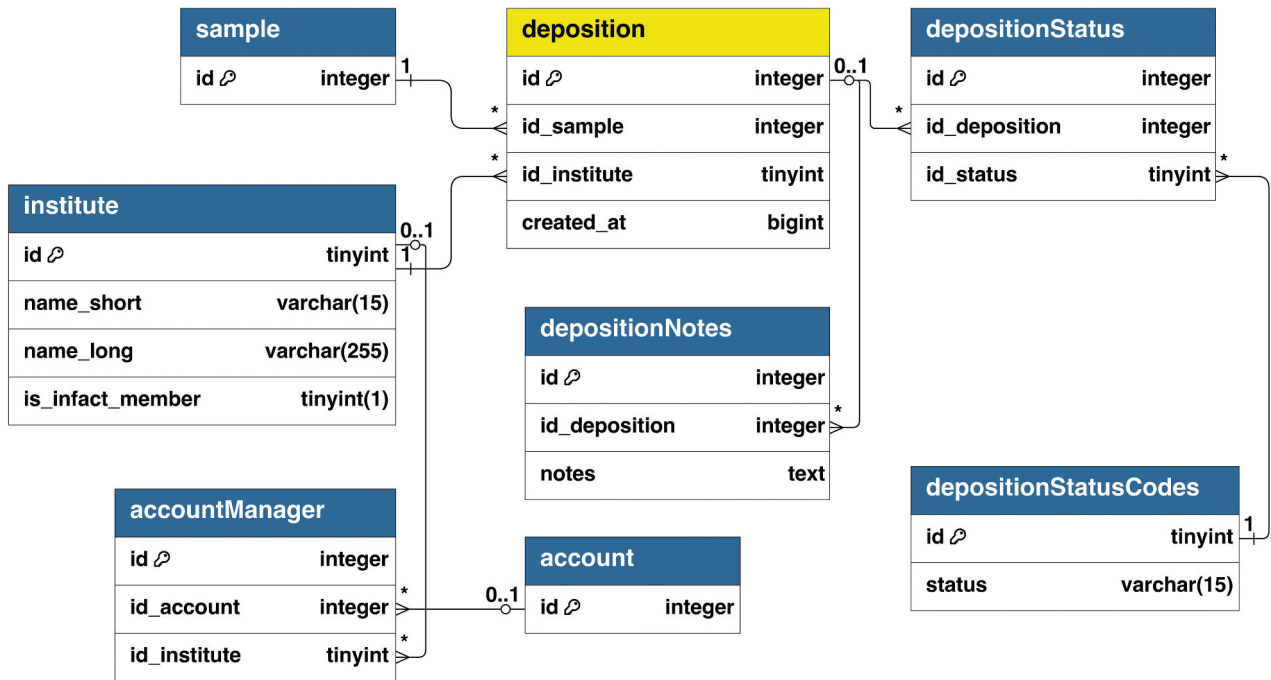 sample
id integer
1
*
deposition
id integer
id_sample integer
id_institute tinyint
created_at bigint
0..1
*
*
depositionStatus
id integer
id_deposition integer
id_status tinyint
*
institute
id tinyint
name_short varchar(15)
name_long varchar(255)
is_infact_member tinyint(1)
0..1
1
depositionNotes
id integer
id_deposition integer
notes text
*
accountManager
id integer
id_account integer
id_institute tinyint
*
*
0..1
account
id integer
depositionStatusCodes
id tinyint
status varchar(15)
1